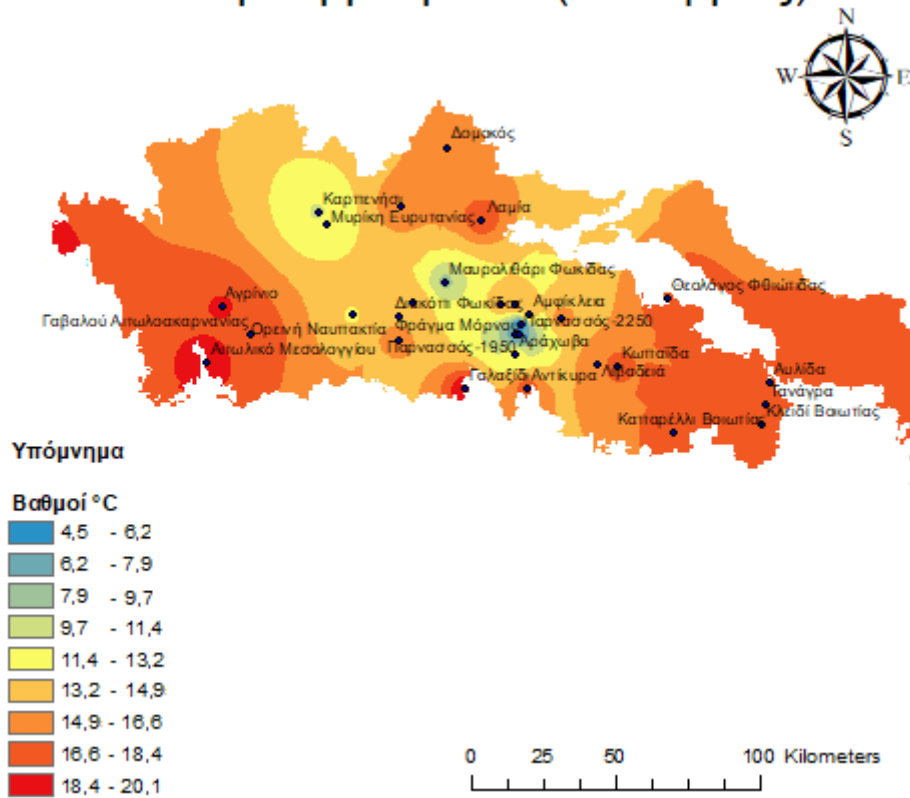 N
W E
S
Δομοκός
Καρπενήσι
Μυρίκη Ευρυτανίας
Λαμία
Μαυρολιθάρι Φωκίδας
Θεολόγος Φθιώτιδας
Αγρίνιο
Διακόπι Φωκίδας
Αμφίκλεια
Γαβαλού Αιτωλοακαρνανίας
Ορεινή Ναυπακτία
Φράγμα Μόρνου
Παρνασσός -2250
Αιτωλικό Μεσολογγίου
Παρνασσός -1950
Αράχωβα
Κωπαΐδα
Λιβαδειά
Γαλαξίδι
Αντίκυρα
Αυλίδα
Τανάγρα
Κλειδί Βοιωτίας
Καππαρέλλι Βοιωτίας
Υπόμνημα
Βαθμοί °C
4,5 - 6,2
6,2 - 7,9
7,9 - 9,7
9,7 - 11,4
11,4 - 13,2
13,2 - 14,9
14,9 - 16,6
16,6 - 18,4
18,4 - 20,1
0 25 50 100 Kilometers